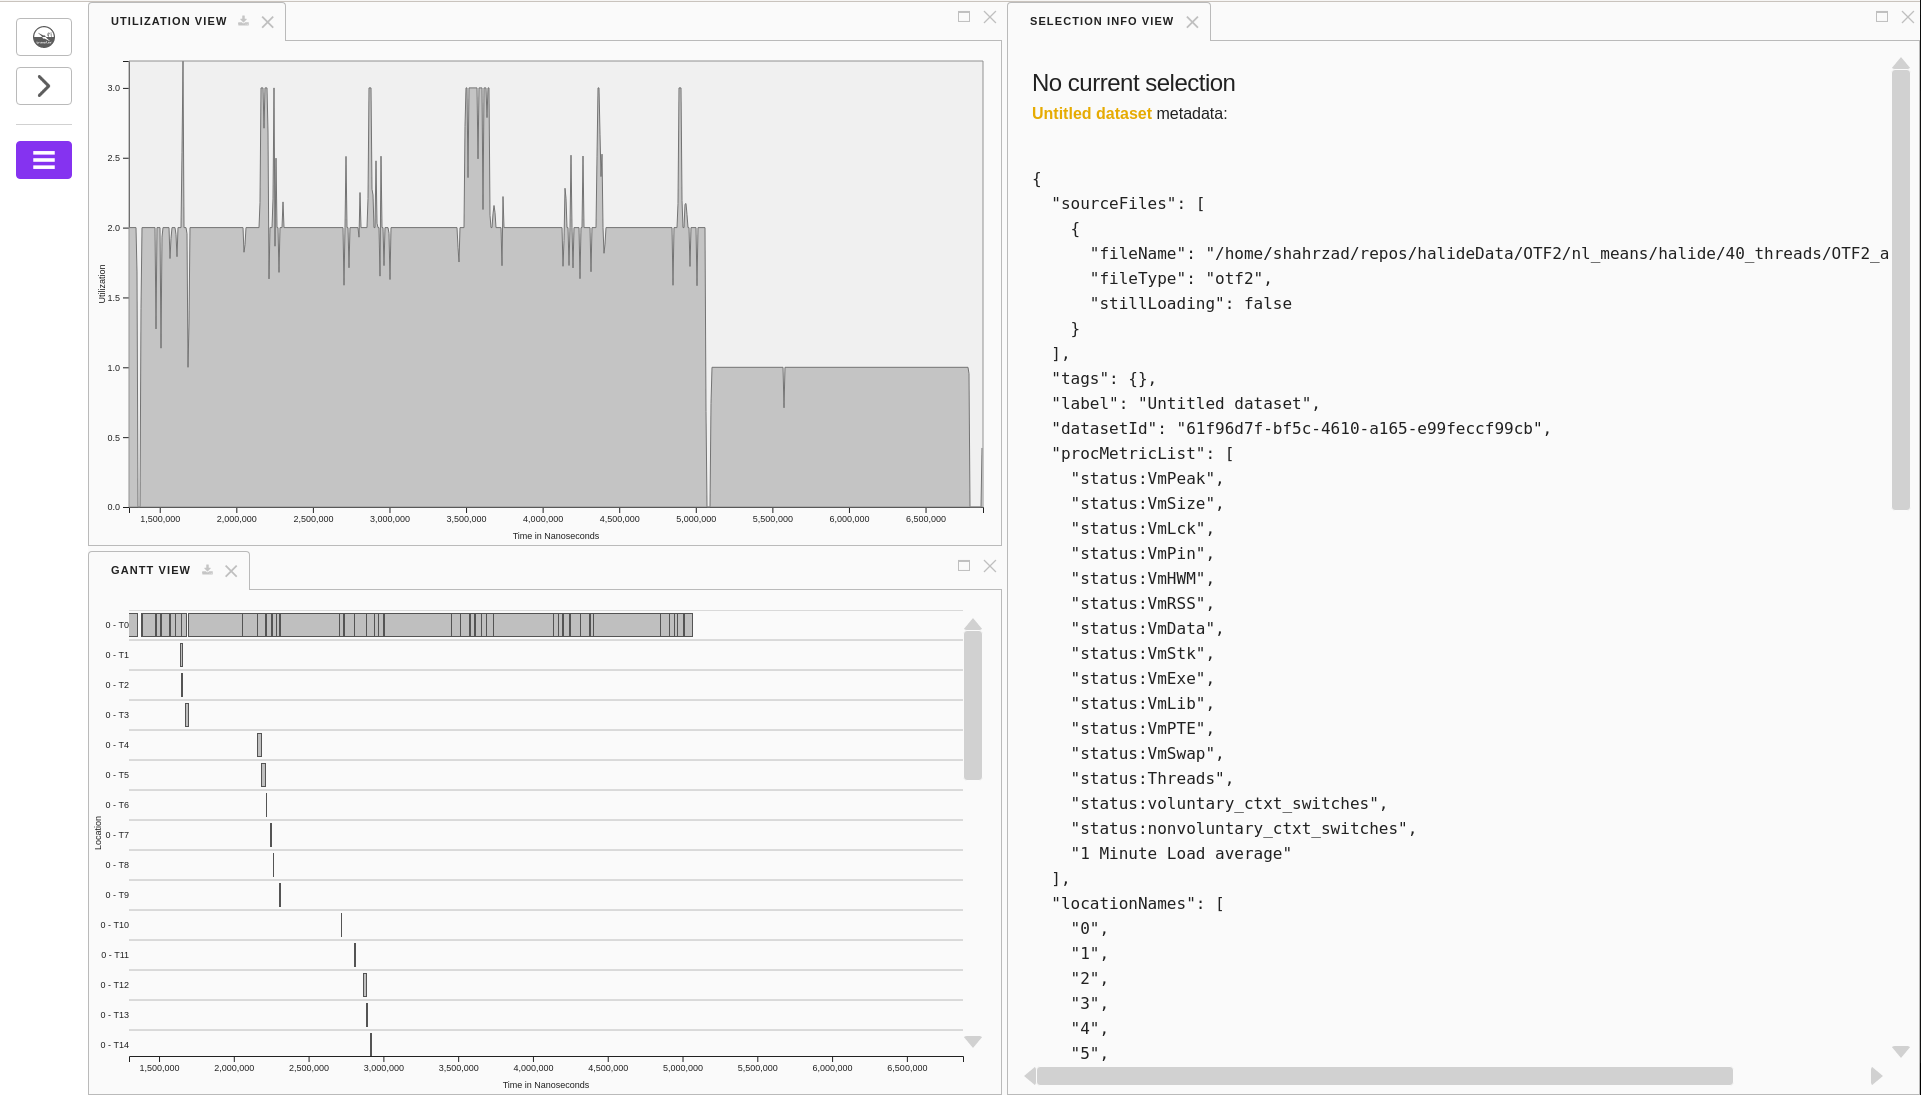 UTILIZATION VIEW
3.0
2.5
2.0
1.5
1.0
0.5
0.0
Utilization
1,500,000 2,000,000 2,500,000 3,000,000 3,500,000 4,000,000 4,500,000 5,000,000 5,500,000 6,000,000 6,500,000
Time in Nanoseconds
GANTT VIEW
0 - T0
0 - T1
0 - T2
0 - T3
0 - T4
0 - T5
0 - T6
0 - T7
0 - T8
0 - T9
0 - T10
0 - T11
0 - T12
0 - T13
0 - T14
Location
1,500,000 2,000,000 2,500,000 3,000,000 3,500,000 4,000,000 4,500,000 5,000,000 5,500,000 6,000,000 6,500,000
Time in Nanoseconds
SELECTION INFO VIEW
No current selection
Untitled dataset metadata:
{
"sourceFiles": [
{
"fileName": "/home/shahrzad/repos/halideData/OTF2/nl_means/halide/40_threads/OTF2_a
"fileType": "otf2",
"stillLoading": false
}
],
"tags": {},
"label": "Untitled dataset",
"datasetId": "61f96d7f-bf5c-4610-a165-e99feccf99cb",
"procMetricList": [
"status:VmPeak",
"status:VmSize",
"status:VmLck",
"status:VmPin",
"status:VmHWM",
"status:VmRSS",
"status:VmData",
"status:VmStk",
"status:VmExe",
"status:VmLib",
"status:VmPTE",
"status:VmSwap",
"status:Threads",
"status:voluntary_ctxt_switches",
"status:nonvoluntary_ctxt_switches",
"1 Minute Load average"
],
"locationNames": [
"0",
"1",
"2",
"3",
"4",
"5",